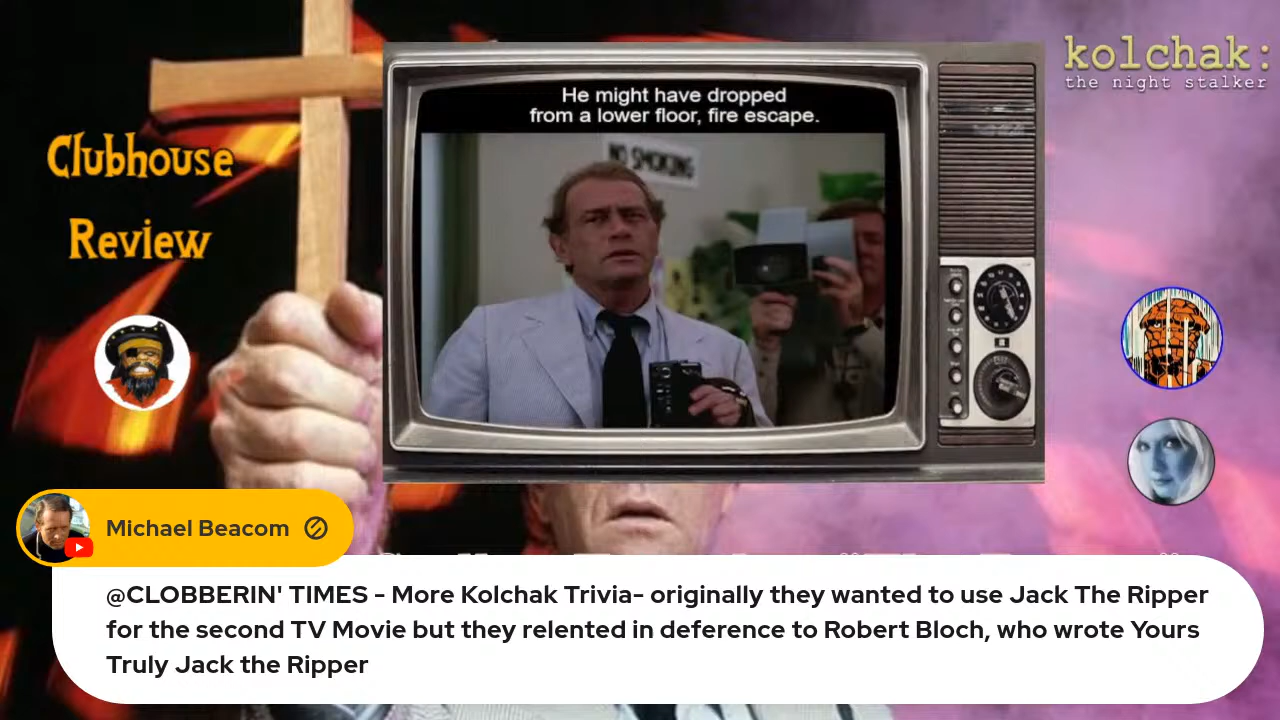 kolchak:
the night stalker
He might have dropped
from a lower floor, fire escape.
NO SMOKING
Clubhouse
Review
Michael Beacom
@CLOBBERIN' TIMES - More Kolchak Trivia- originally they wanted to use Jack The Ripper
for the second TV Movie but they relented in deference to Robert Bloch, who wrote Yours
Truly Jack the Ripper